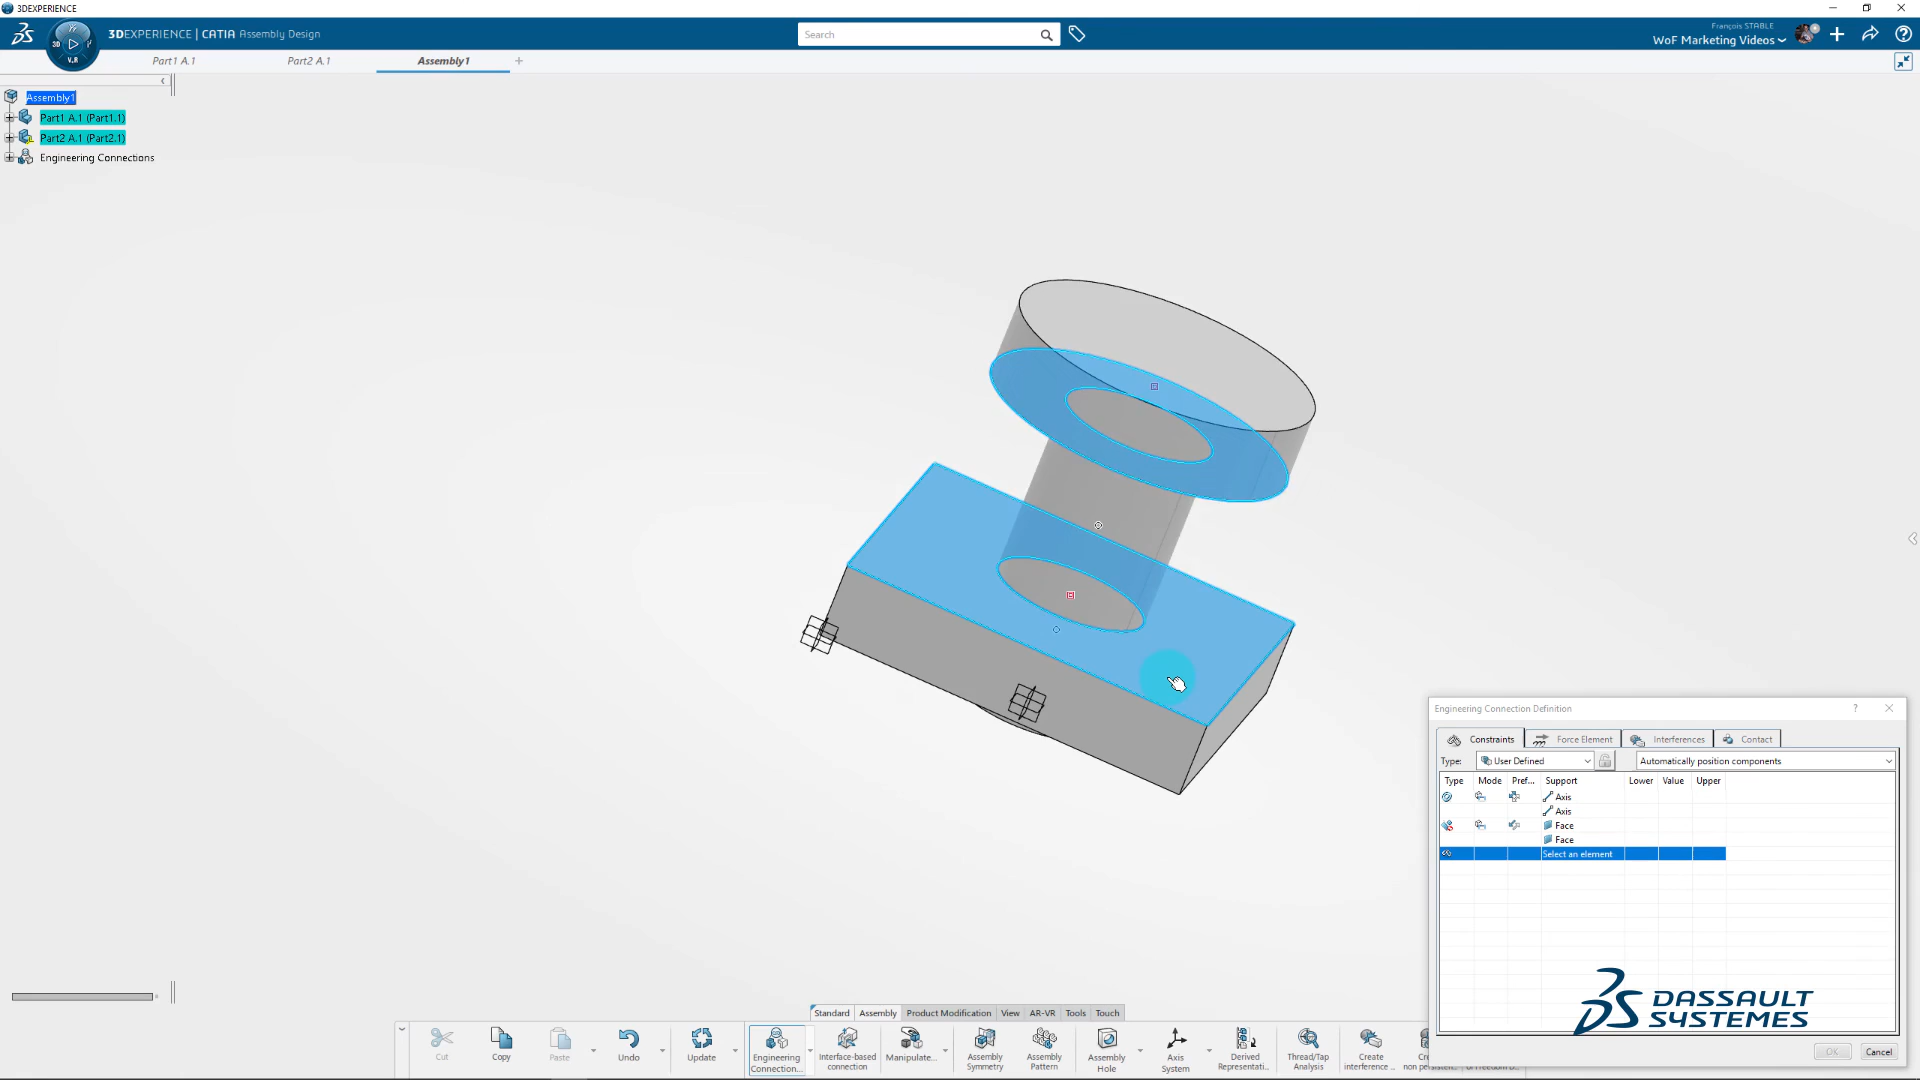 3DEXPERIENCE
3DEXPERIENCE | CATIA Assembly Design
Search
François STABLE
WoF Marketing Videos
3D
V.R
Part1 A.1
Part2 A.1
Assembly1
+
Assembly1
Part1 A.1 (Part1.1)
Part2 A.1 (Part2.1)
Engineering Connections
Engineering Connection Definition
?
Constraints
Force Element
Interferences
Contact
Type:
User Defined
Automatically position components
Type Mode Pref... Support Lower Value Upper
Axis
Axis
Face
Face
Select an element
DASSAULT
SYSTEMES
OK
Cancel
Standard
Assembly
Product Modification
View
AR-VR
Tools
Touch
Cut
Copy
Paste
Undo
Update
Engineering
Connection...
Interface-based
connection
Manipulate...
Assembly
Symmetry
Assembly
Pattern
Assembly
Hole
Axis
System
Derived
Representati...
Thread/Tap
Analysis
Create
interference ...